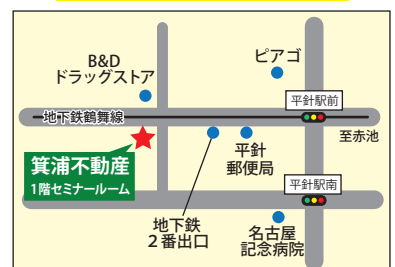 B&D
ドラッグストア
ピアゴ
平針駅前
地下鉄鶴舞線
至赤池
箕浦不動産
1階セミナールーム
平針
郵便局
平針駅南
地下鉄
2番出口
名古屋
記念病院